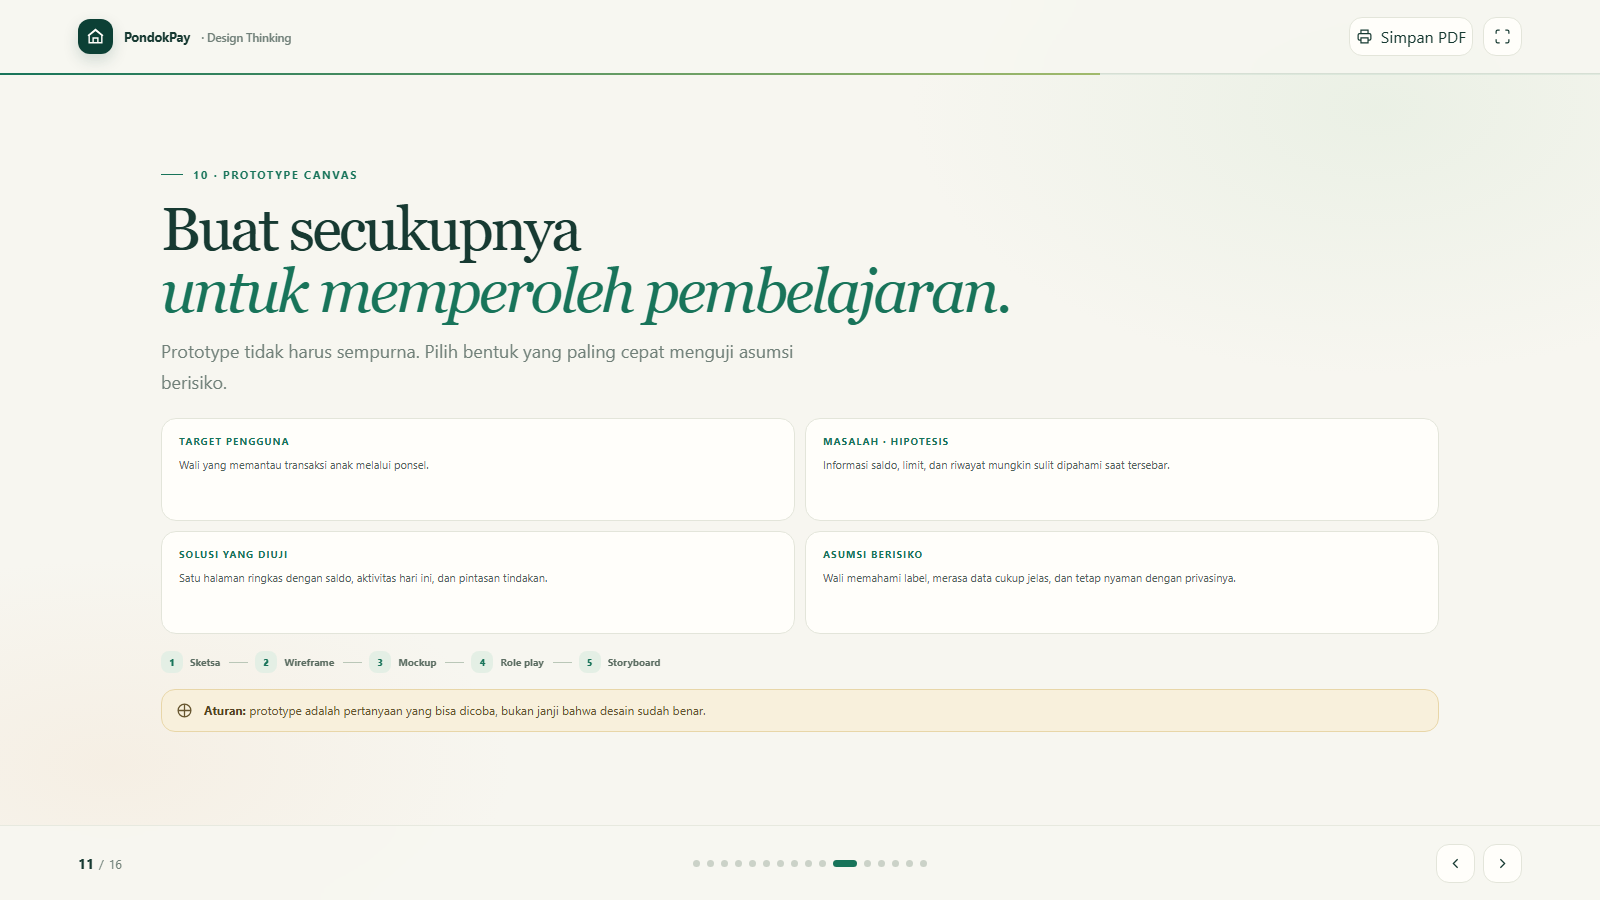 PondokPay · Design Thinking
Simpan PDF
10 · PROTOTYPE CANVAS
Buat secukupnya
untuk memperoleh pembelajaran.
Prototype tidak harus sempurna. Pilih bentuk yang paling cepat menguji asumsi
berisiko.
TARGET PENGGUNA
Wali yang memantau transaksi anak melalui ponsel.
MASALAH · HIPOTESIS
Informasi saldo, limit, dan riwayat mungkin sulit dipahami saat tersebar.
SOLUSI YANG DIUJI
Satu halaman ringkas dengan saldo, aktivitas hari ini, dan pintasan tindakan.
ASUMSI BERISIKO
Wali memahami label, merasa data cukup jelas, dan tetap nyaman dengan privasinya.
1 Sketsa 2 Wireframe 3 Mockup 4 Role play 5 Storyboard
Aturan: prototype adalah pertanyaan yang bisa dicoba, bukan janji bahwa desain sudah benar.
11 / 16